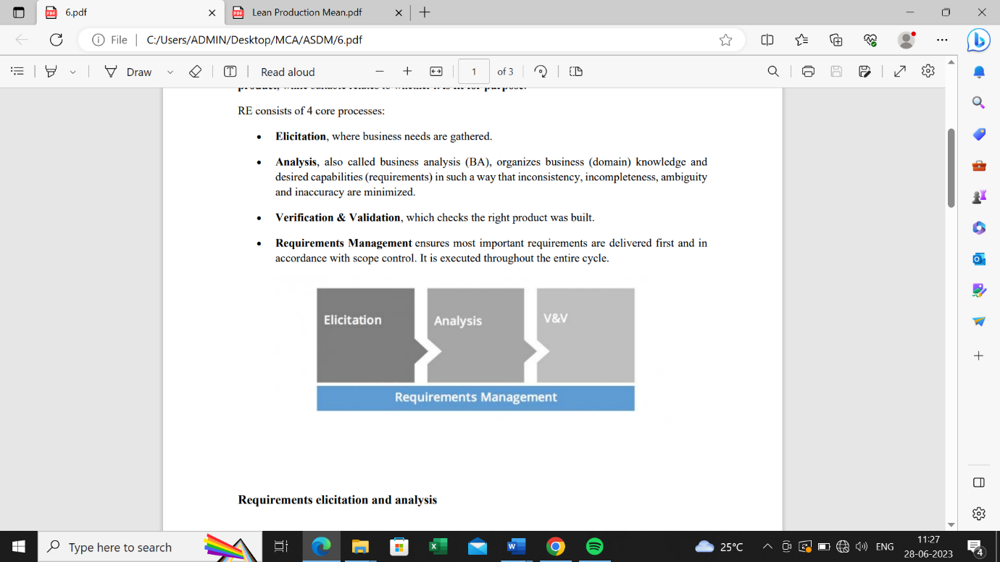 6.pdf
Lean Production Mean.pdf
File
C:/Users/ADMIN/Desktop/MCA/ASDM/6.pdf
Draw
Read aloud
1
of 3
RE consists of 4 core processes:
• Elicitation, where business needs are gathered.
• Analysis, also called business analysis (BA), organizes business (domain) knowledge and
desired capabilities (requirements) in such a way that inconsistency, incompleteness, ambiguity
and inaccuracy are minimized.
• Verification & Validation, which checks the right product was built.
• Requirements Management ensures most important requirements are delivered first and in
accordance with scope control. It is executed throughout the entire cycle.
Elicitation
Analysis
V&V
Requirements Management
Requirements elicitation and analysis
Type here to search
25°C
ENG
11:27
28-06-2023
4